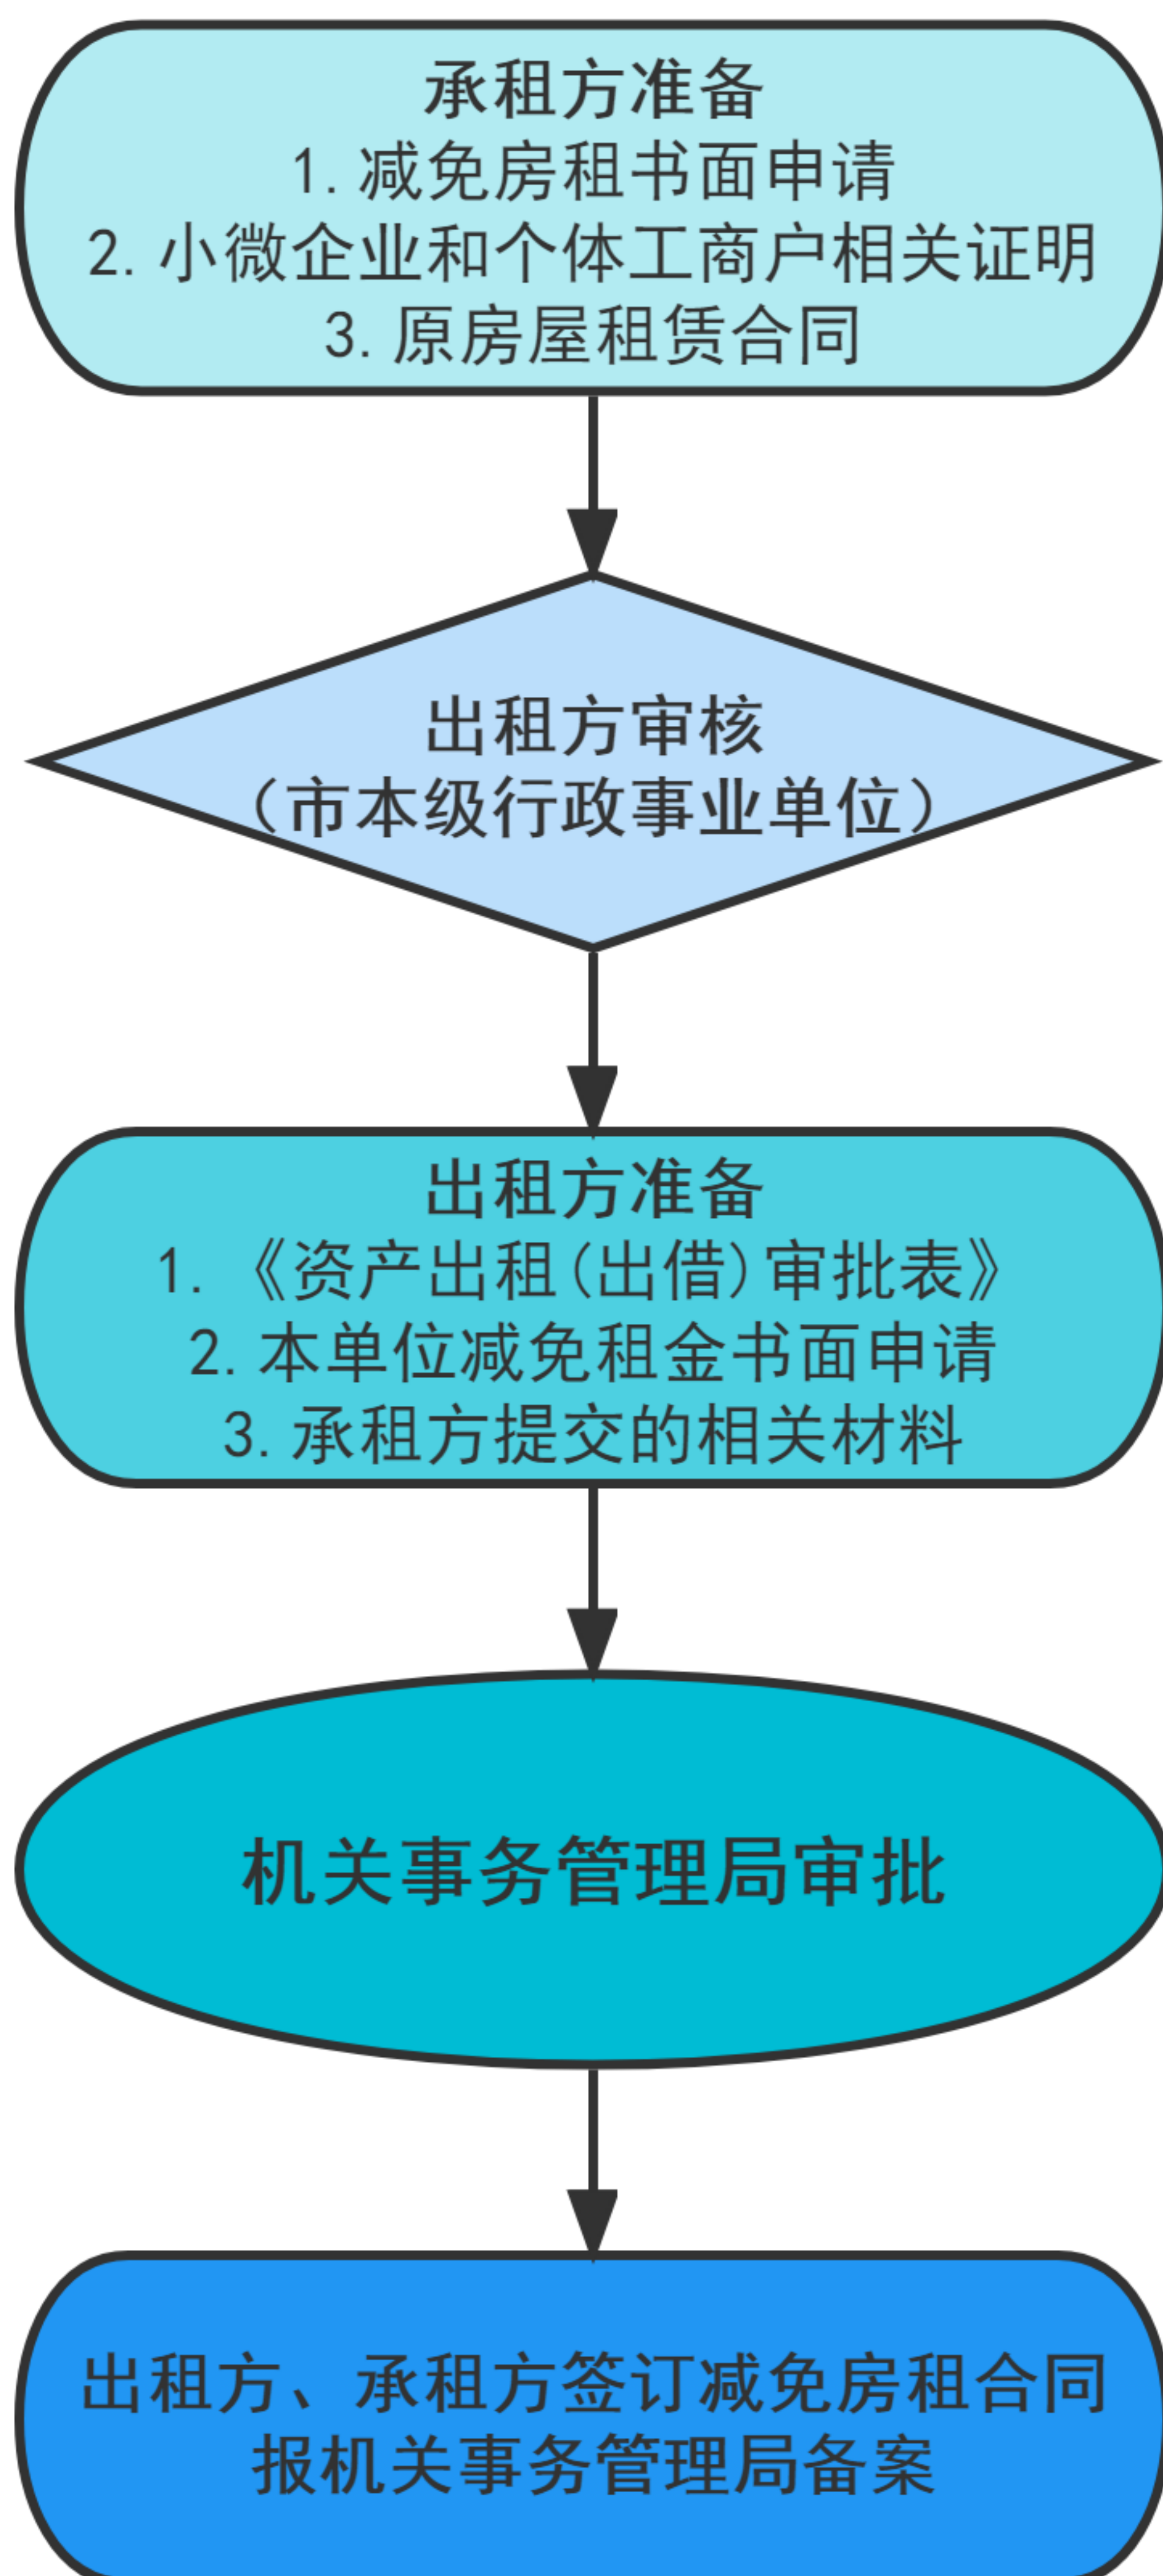 承租方准备
1.减免房租书面申请
2.小微企业和个体工商户相关证明
3.原房屋租赁合同
出租方审核
（市本级行政事业单位）
出租方准备
1.《资产出租(出借)审批表》
2.本单位减免租金书面申请
3.承租方提交的相关材料
机关事务管理局审批
出租方、承租方签订减免房租合同
报机关事务管理局备案